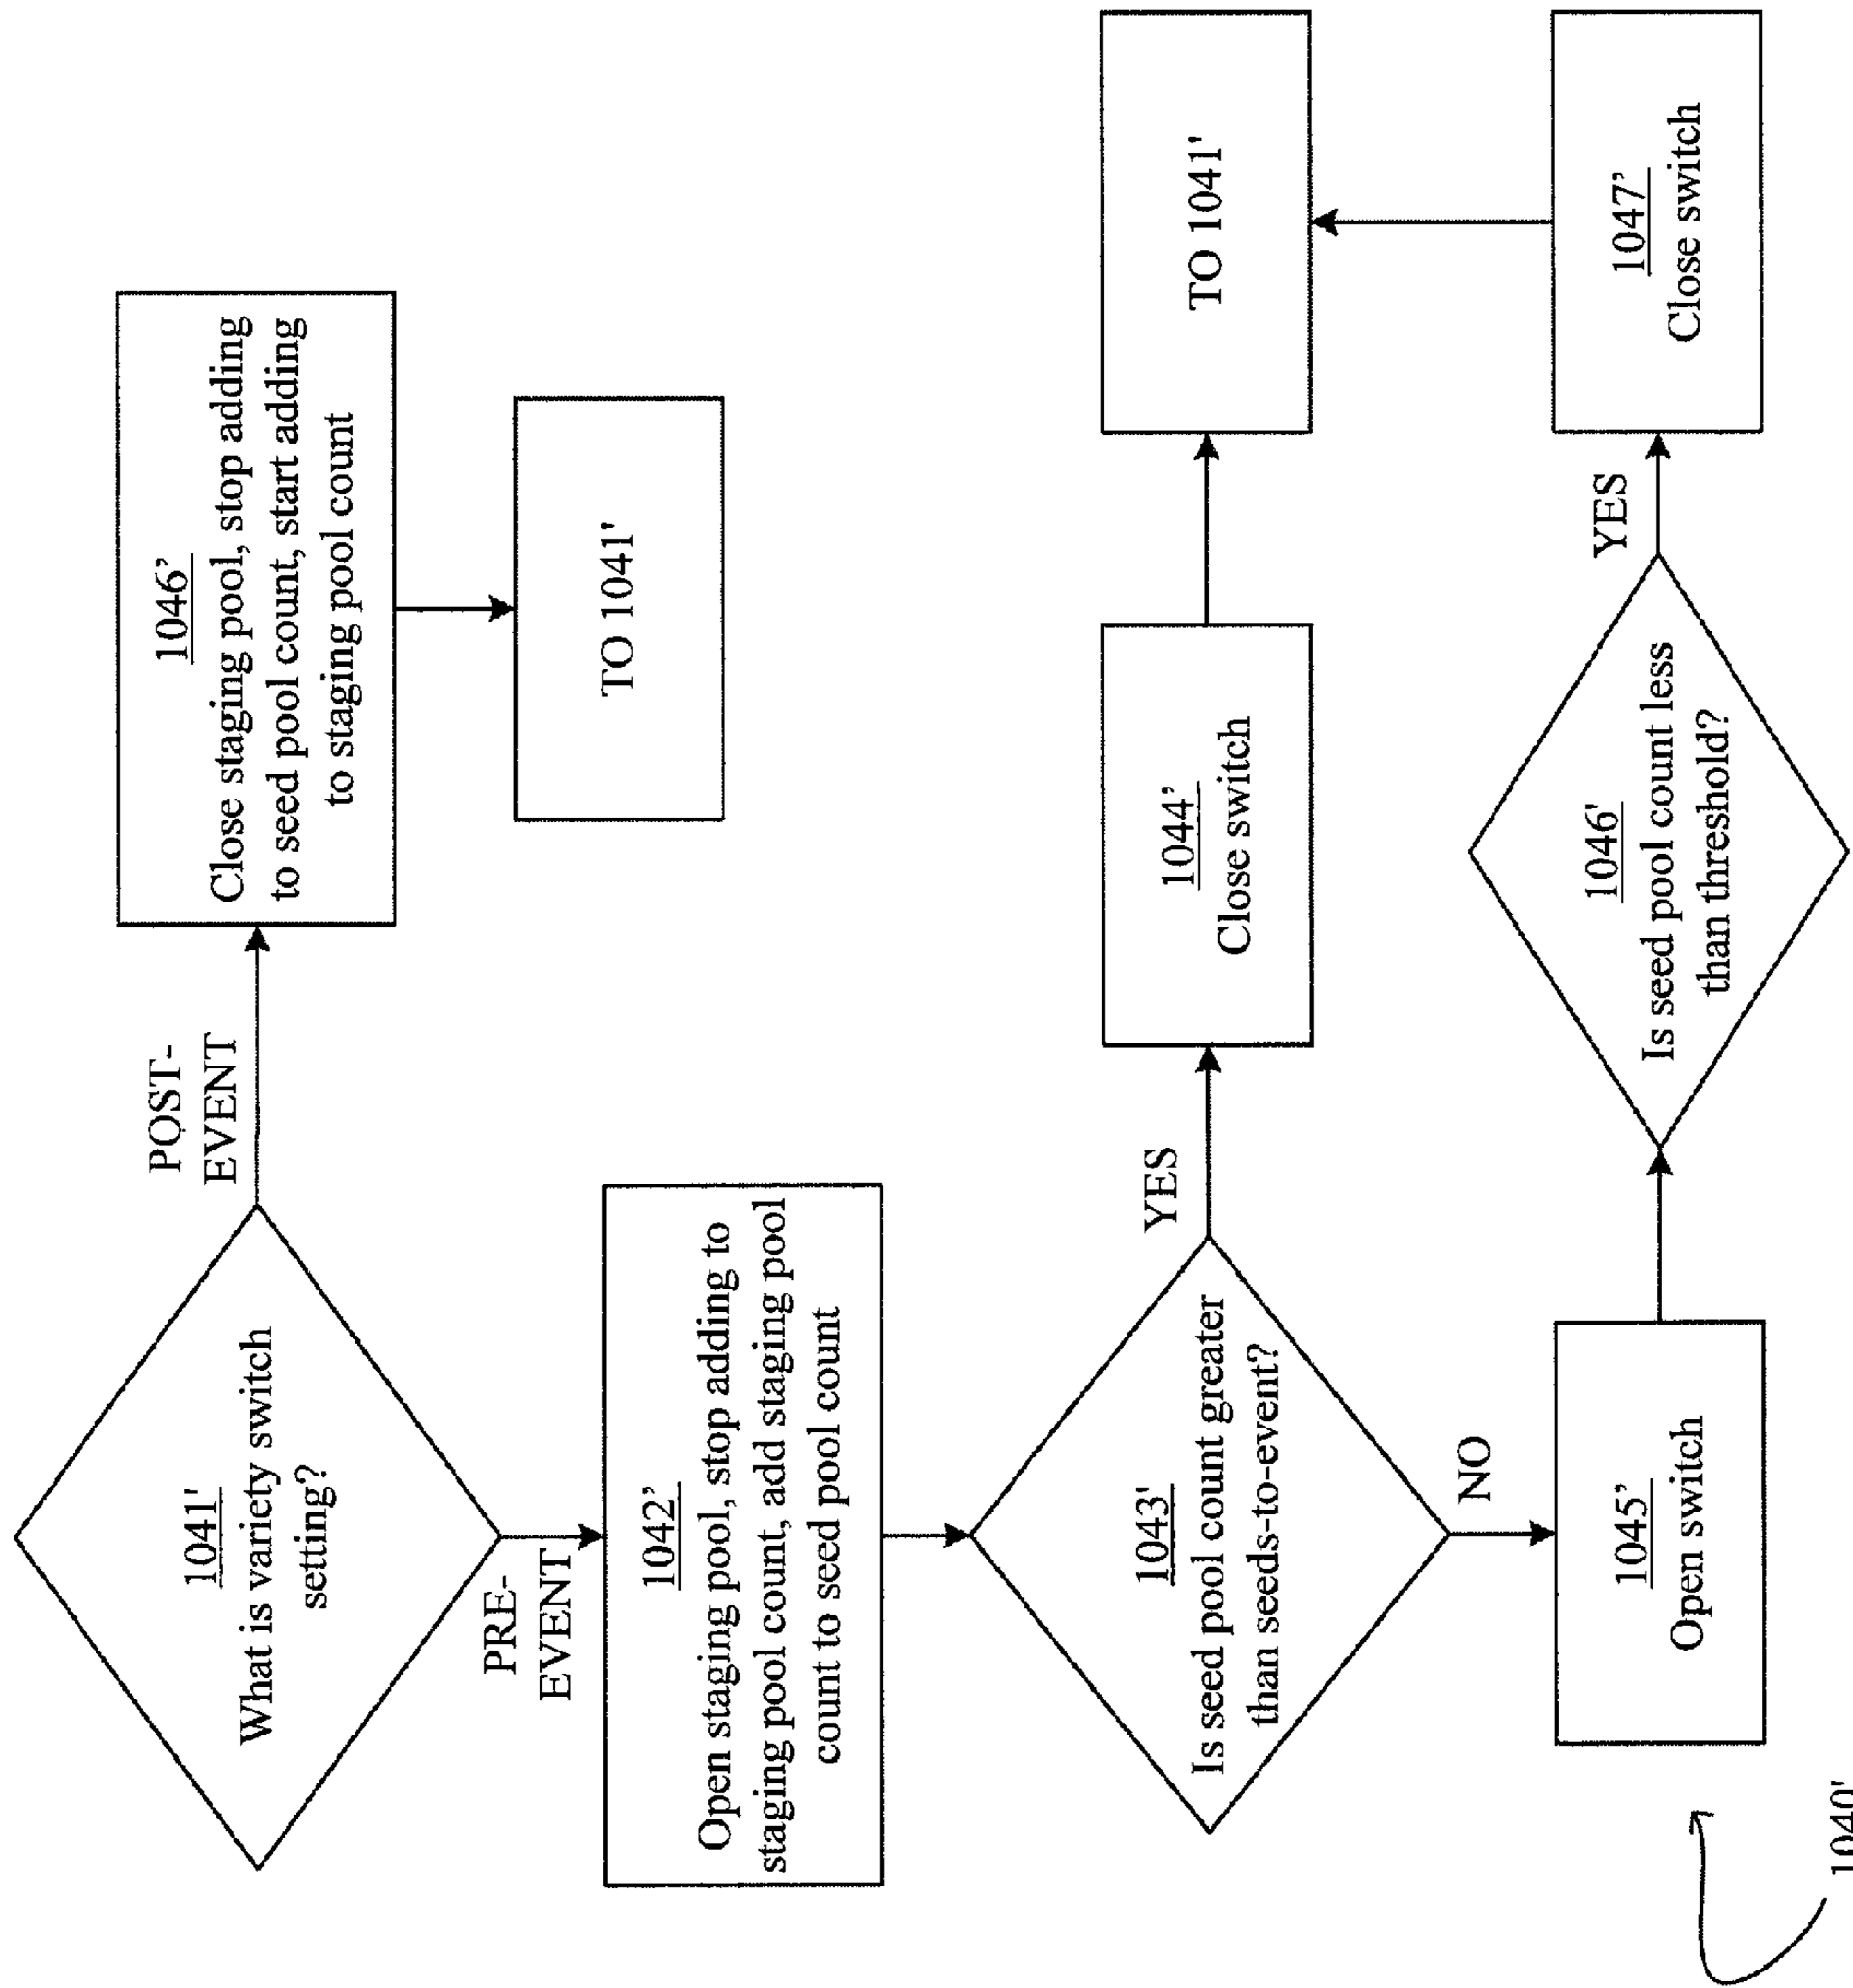 1041'
What is variety switch
setting?
POST-
EVENT
1046’
Close staging pool, stop adding
to seed pool count, start adding
to staging pool count
TO 1041'
PRE-
EVENT
1042’
Open staging pool, stop adding to
staging pool count, add staging pool
count to seed pool count
1043'
Is seed pool count greater
than seeds-to-event?
YES
1044’
Close switch
TO 1041'
NO
1045’
Open switch
1046'
Is seed pool count less
than threshold?
YES
1047’
Close switch
1040'